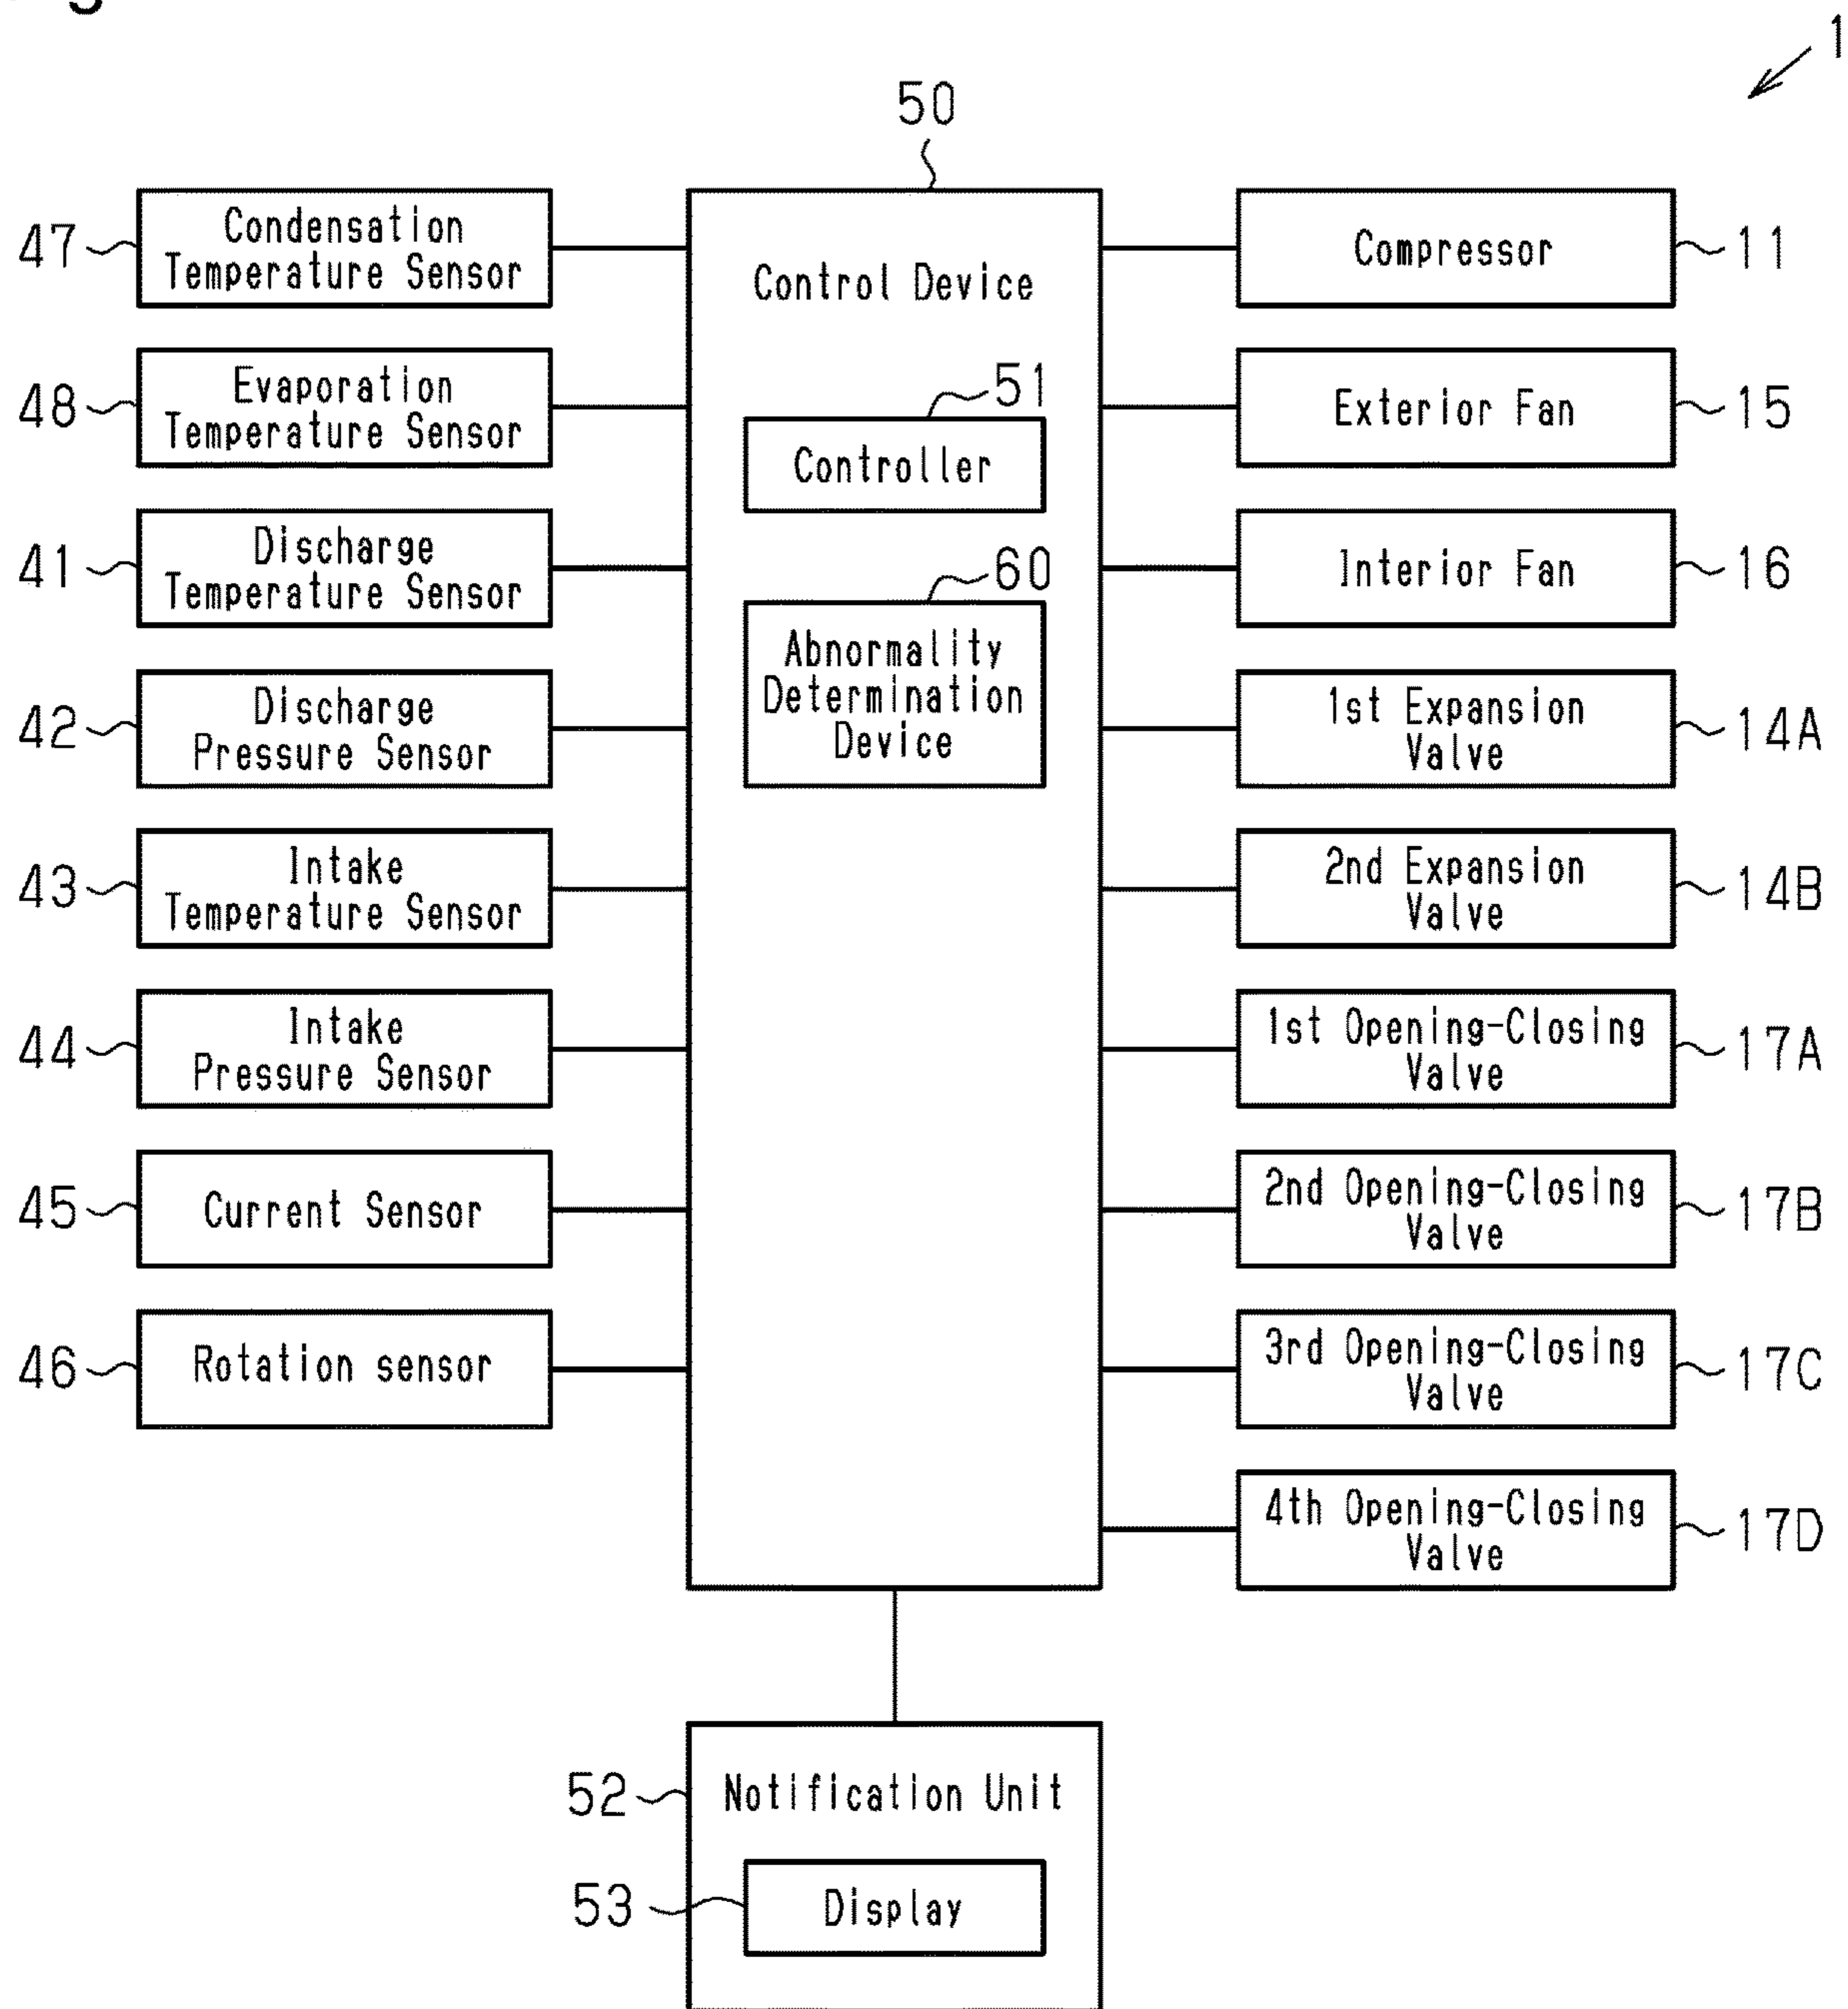 1
50
47
Condensation
Temperature Sensor
48
Evaporation
Temperature Sensor
41
Discharge
Temperature Sensor
42
Discharge
Pressure Sensor
43
Intake
Temperature Sensor
44
Intake
Pressure Sensor
45
Current Sensor
46
Rotation sensor
Control Device
51
Controller
60
Abnormality
Determination
Device
Compressor
11
Exterior Fan
15
Interior Fan
16
1st Expansion
Valve
14A
2nd Expansion
Valve
14B
1st Opening-Closing
Valve
17A
2nd Opening-Closing
Valve
17B
3rd Opening-Closing
Valve
17C
4th Opening-Closing
Valve
17D
52
Notification Unit
53
Display